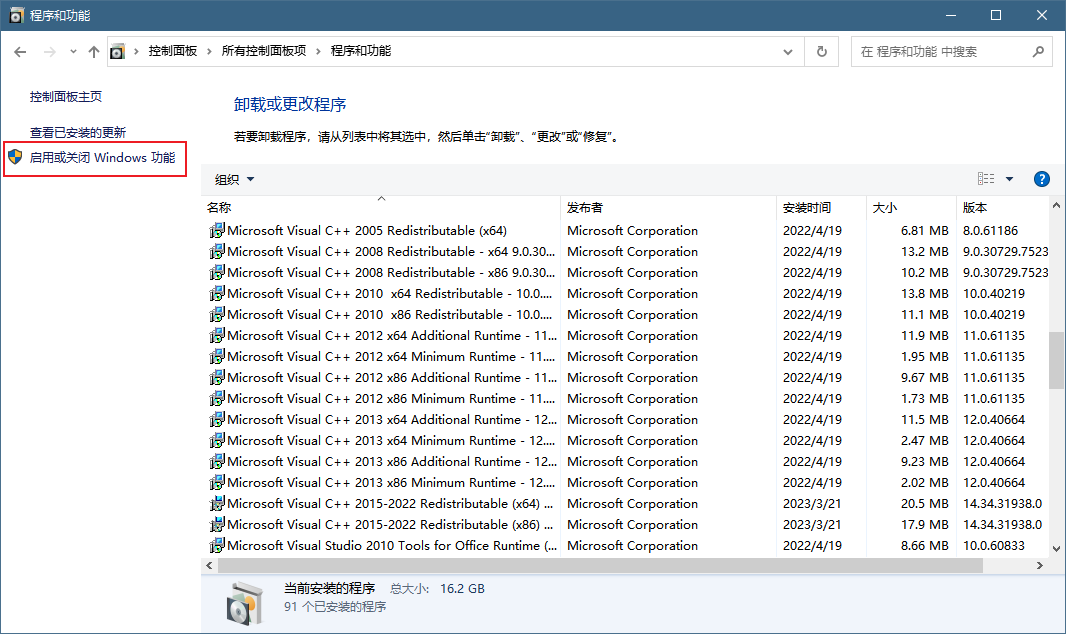 程序和功能
控制面板 › 所有控制面板项 › 程序和功能
在 程序和功能 中搜索
控制面板主页
查看已安装的更新
启用或关闭 Windows 功能
卸载或更改程序
若要卸载程序，请从列表中将其选中，然后单击“卸载”、“更改”或“修复”。
组织
名称 发布者 安装时间 大小 版本
Microsoft Visual C++ 2005 Redistributable (x64) Microsoft Corporation 2022/4/19 6.81 MB 8.0.61186
Microsoft Visual C++ 2008 Redistributable - x64 9.0.30... Microsoft Corporation 2022/4/19 13.2 MB 9.0.30729.7523
Microsoft Visual C++ 2008 Redistributable - x86 9.0.30... Microsoft Corporation 2022/4/19 10.2 MB 9.0.30729.7523
Microsoft Visual C++ 2010  x64 Redistributable - 10.0.... Microsoft Corporation 2022/4/19 13.8 MB 10.0.40219
Microsoft Visual C++ 2010  x86 Redistributable - 10.0.... Microsoft Corporation 2022/4/19 11.1 MB 10.0.40219
Microsoft Visual C++ 2012 x64 Additional Runtime - 11... Microsoft Corporation 2022/4/19 11.9 MB 11.0.61135
Microsoft Visual C++ 2012 x64 Minimum Runtime - 11.... Microsoft Corporation 2022/4/19 1.95 MB 11.0.61135
Microsoft Visual C++ 2012 x86 Additional Runtime - 11... Microsoft Corporation 2022/4/19 9.67 MB 11.0.61135
Microsoft Visual C++ 2012 x86 Minimum Runtime - 11.... Microsoft Corporation 2022/4/19 1.73 MB 11.0.61135
Microsoft Visual C++ 2013 x64 Additional Runtime - 12... Microsoft Corporation 2022/4/19 11.5 MB 12.0.40664
Microsoft Visual C++ 2013 x64 Minimum Runtime - 12.... Microsoft Corporation 2022/4/19 2.47 MB 12.0.40664
Microsoft Visual C++ 2013 x86 Additional Runtime - 12... Microsoft Corporation 2022/4/19 9.23 MB 12.0.40664
Microsoft Visual C++ 2013 x86 Minimum Runtime - 12.... Microsoft Corporation 2022/4/19 2.02 MB 12.0.40664
Microsoft Visual C++ 2015-2022 Redistributable (x64) ... Microsoft Corporation 2023/3/21 20.5 MB 14.34.31938.0
Microsoft Visual C++ 2015-2022 Redistributable (x86) ... Microsoft Corporation 2023/3/21 17.9 MB 14.34.31938.0
Microsoft Visual Studio 2010 Tools for Office Runtime (... Microsoft Corporation 2022/4/19 8.66 MB 10.0.60833
当前安装的程序 总大小: 16.2 GB
91 个已安装的程序